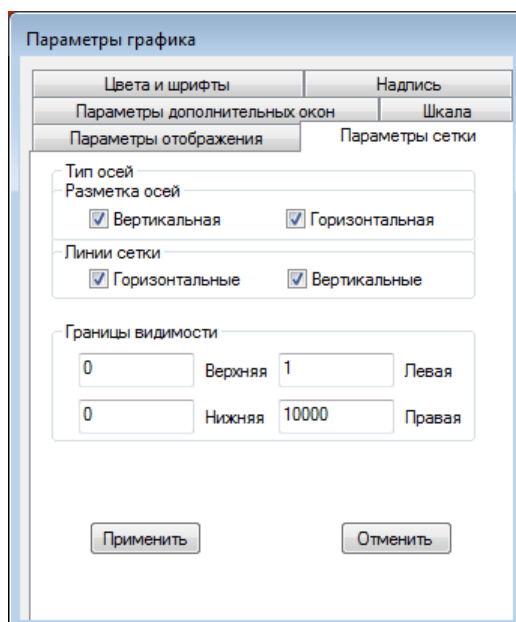 Параметры графика
Цвета и шрифты Надпись
Параметры дополнительных окон Шкала
Параметры отображения Параметры сетки
Тип осей
Разметка осей
Вертикальная Горизонтальная
Линии сетки
Горизонтальные Вертикальные
Границы видимости
0 Верхняя 1 Левая
0 Нижняя 10000 Правая
Применить Отменить